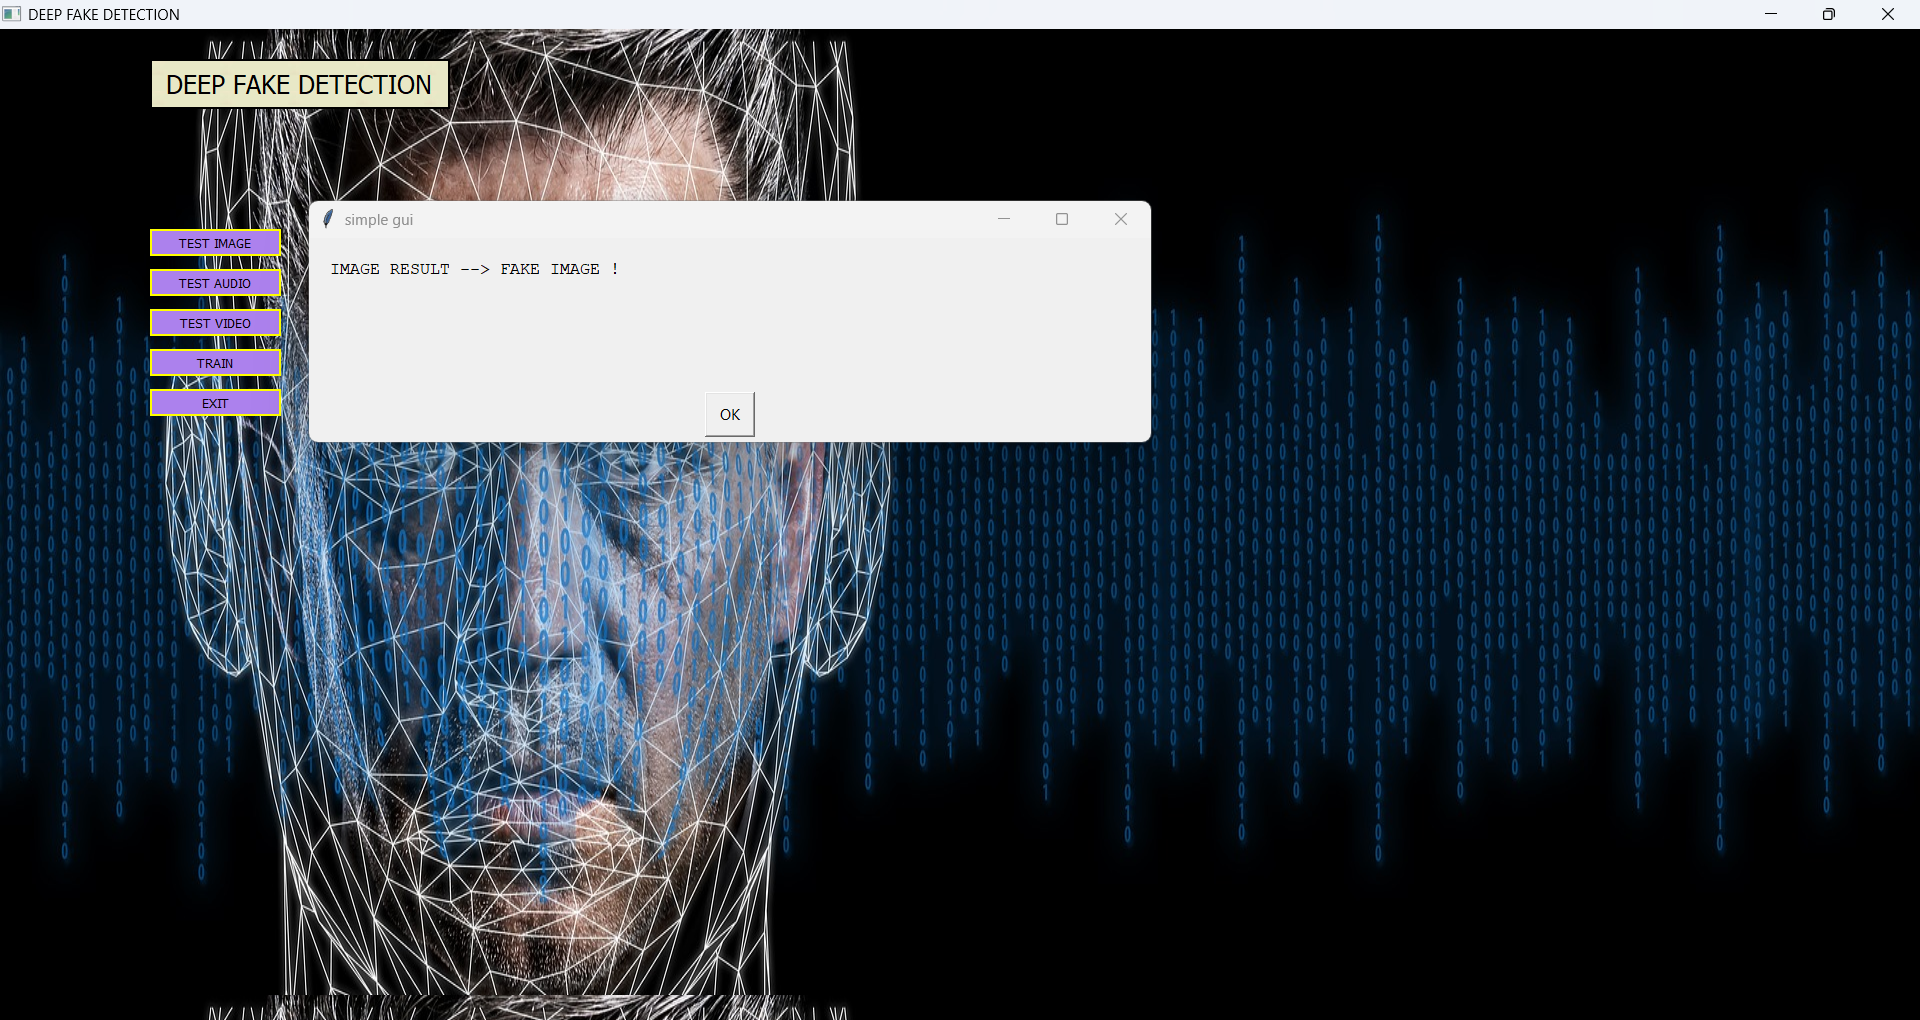 DEEP FAKE DETECTION
DEEP FAKE DETECTION
simple gui
TEST IMAGE
IMAGE RESULT --> FAKE IMAGE !
TEST AUDIO
TEST VIDEO
TRAIN
EXIT
OK